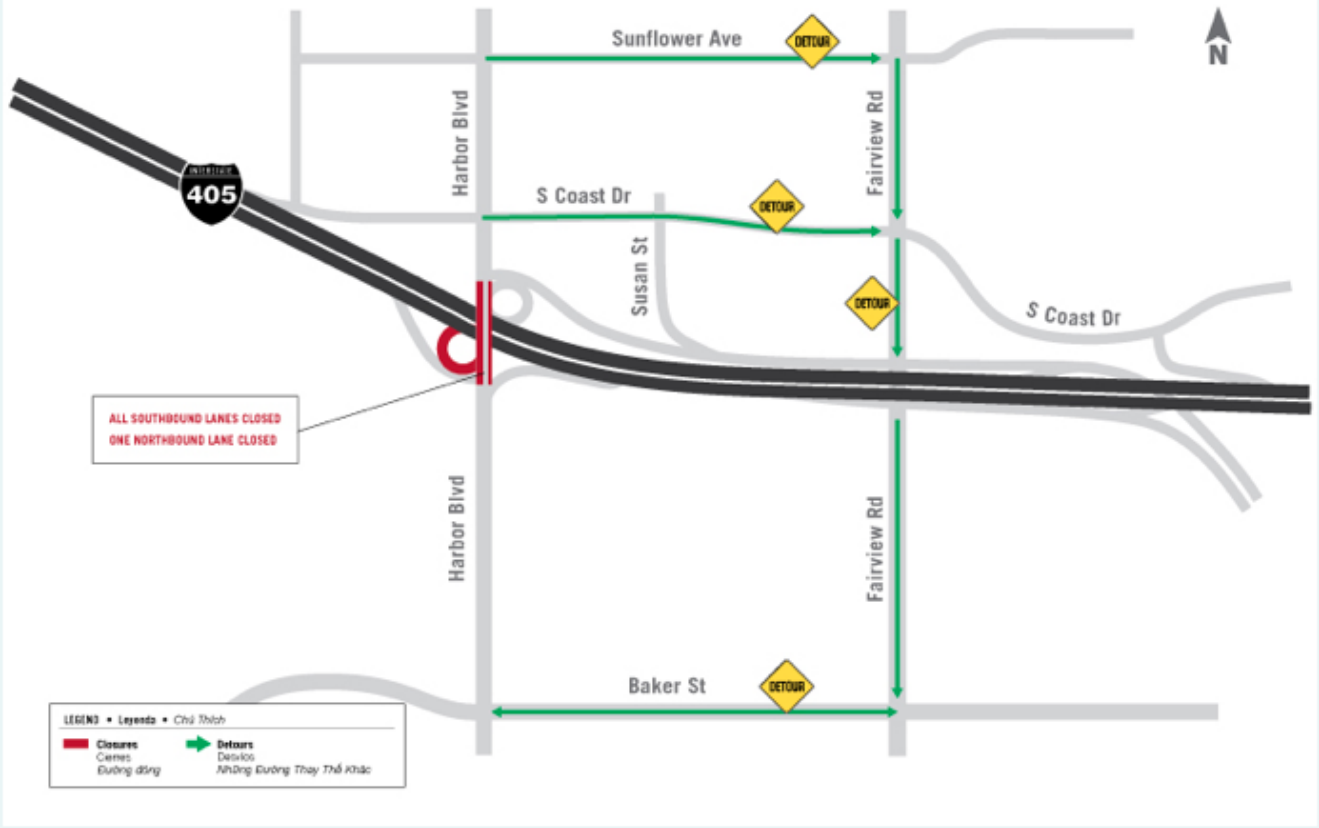 Sunflower Ave
DETOUR
N
Harbor Blvd
Fairview Rd
INTERSTATE
405
S Coast Dr
DETOUR
Susan St
DETOUR
S Coast Dr
ALL SOUTHBOUND LANES CLOSED
ONE NORTHBOUND LANE CLOSED
Harbor Blvd
Fairview Rd
Baker St
DETOUR
LEGEND • Leyenda • Chú Thích
Closures
Cierres
Đường đóng
Detours
Desvíos
Những Đường Thay Thế Khác